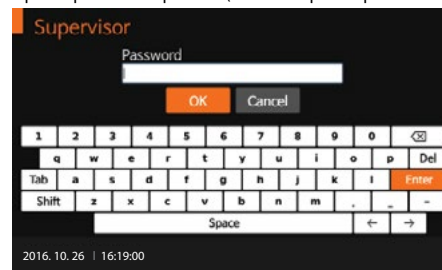 Supervisor
Password
OK Cancel
1 2 3 4 5 6 7 8 9 0
q w e r t y u i o p Del
Tab a s d f g h j k l Enter
Shift z x c v b n m . _ -
Space ← →
2016. 10. 26 | 16:19:00